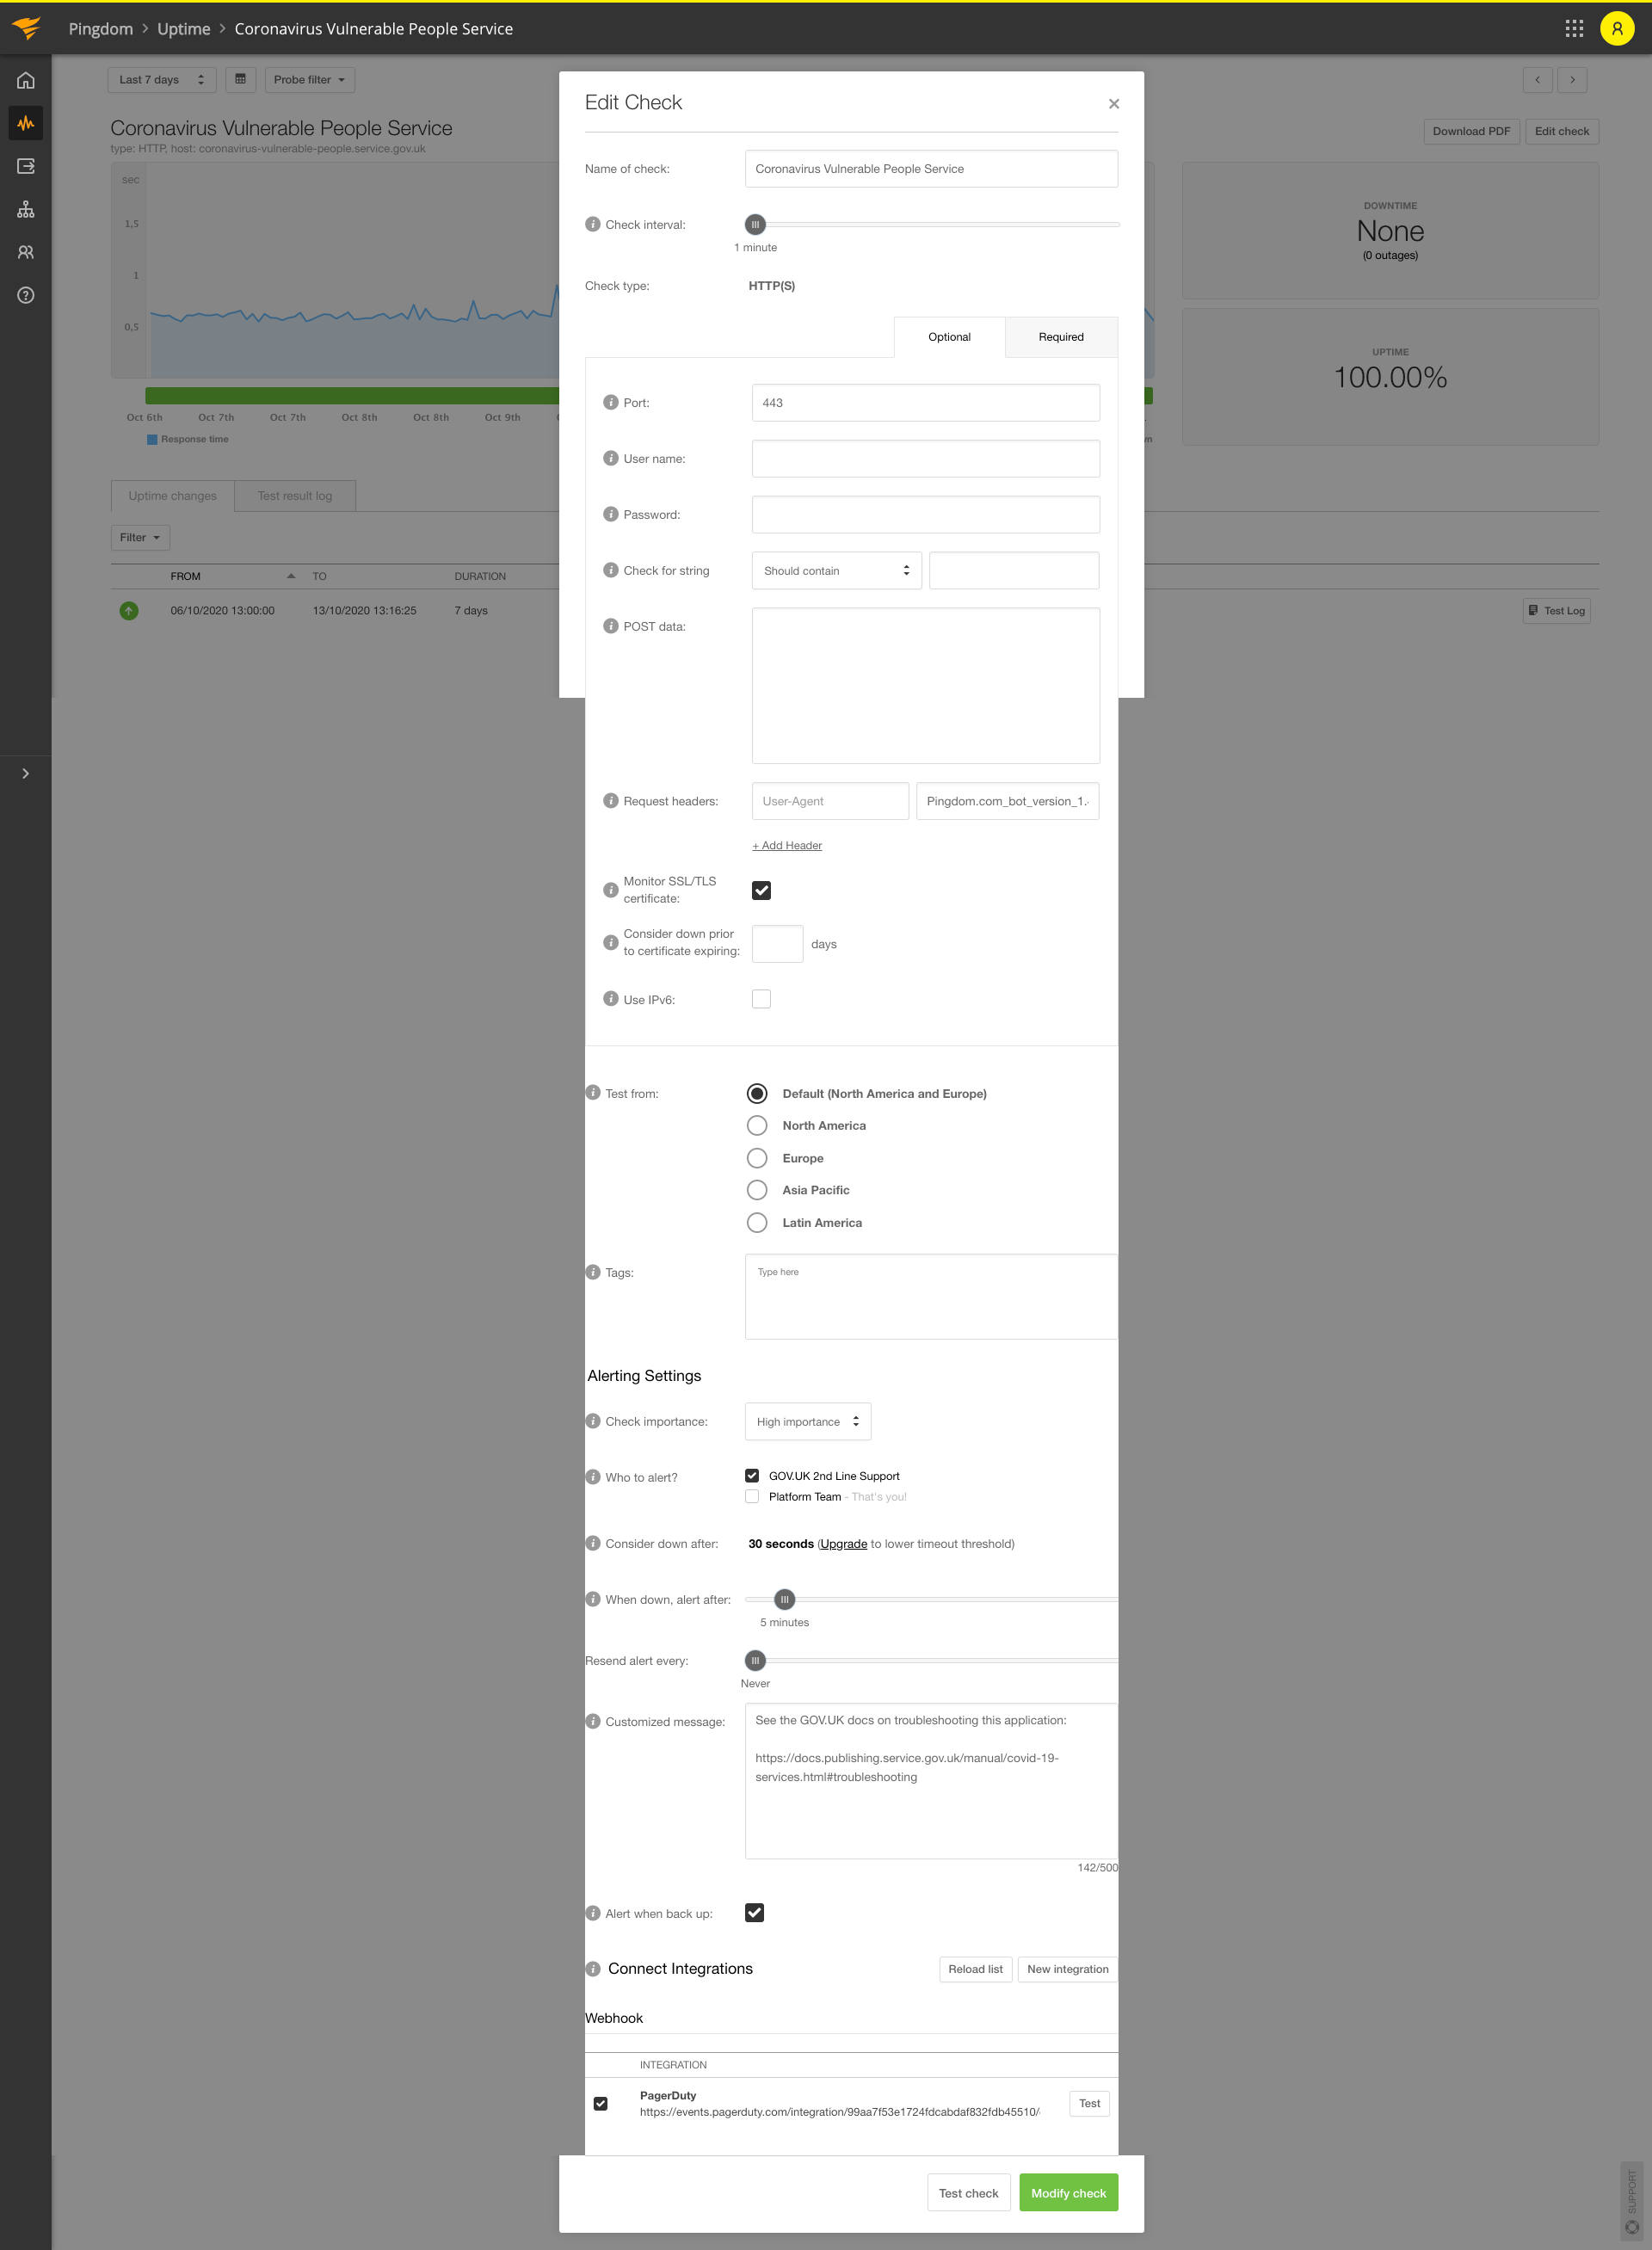 Pingdom > Uptime > Coronavirus Vulnerable People Service
Last 7 days
Probe filter
Coronavirus Vulnerable People Service
type: HTTP, host: coronavirus-vulnerable-people.service.gov.uk
Download PDF
Edit check
sec
1,5
1
0,5
Oct 6th Oct 7th Oct 7th Oct 8th Oct 8th Oct 9th
Response time
DOWNTIME
None
(0 outages)
UPTIME
100.00%
Uptime changes
Test result log
Filter
FROM TO DURATION
06/10/2020 13:00:00 13/10/2020 13:16:25 7 days
Test Log
Edit Check
×
Name of check: Coronavirus Vulnerable People Service
Check interval:
1 minute
Check type: HTTP(S)
Optional Required
Port: 443
User name:
Password:
Check for string Should contain
POST data:
Request headers: User-Agent Pingdom.com_bot_version_1.
+ Add Header
Monitor SSL/TLS
certificate:
Consider down prior
to certificate expiring: days
Use IPv6:
Test from: Default (North America and Europe)
North America
Europe
Asia Pacific
Latin America
Tags: Type here
Alerting Settings
Check importance: High importance
Who to alert? GOV.UK 2nd Line Support
Platform Team - That's you!
Consider down after: 30 seconds (Upgrade to lower timeout threshold)
When down, alert after:
5 minutes
Resend alert every:
Never
Customized message: See the GOV.UK docs on troubleshooting this application:
https://docs.publishing.service.gov.uk/manual/covid-19-
services.html#troubleshooting
142/500
Alert when back up:
Connect Integrations Reload list New integration
Webhook
INTEGRATION
PagerDuty
https://events.pagerduty.com/integration/99aa7f53e1724fdcabdaf832fdb45510/
Test
Test check Modify check
SUPPORT